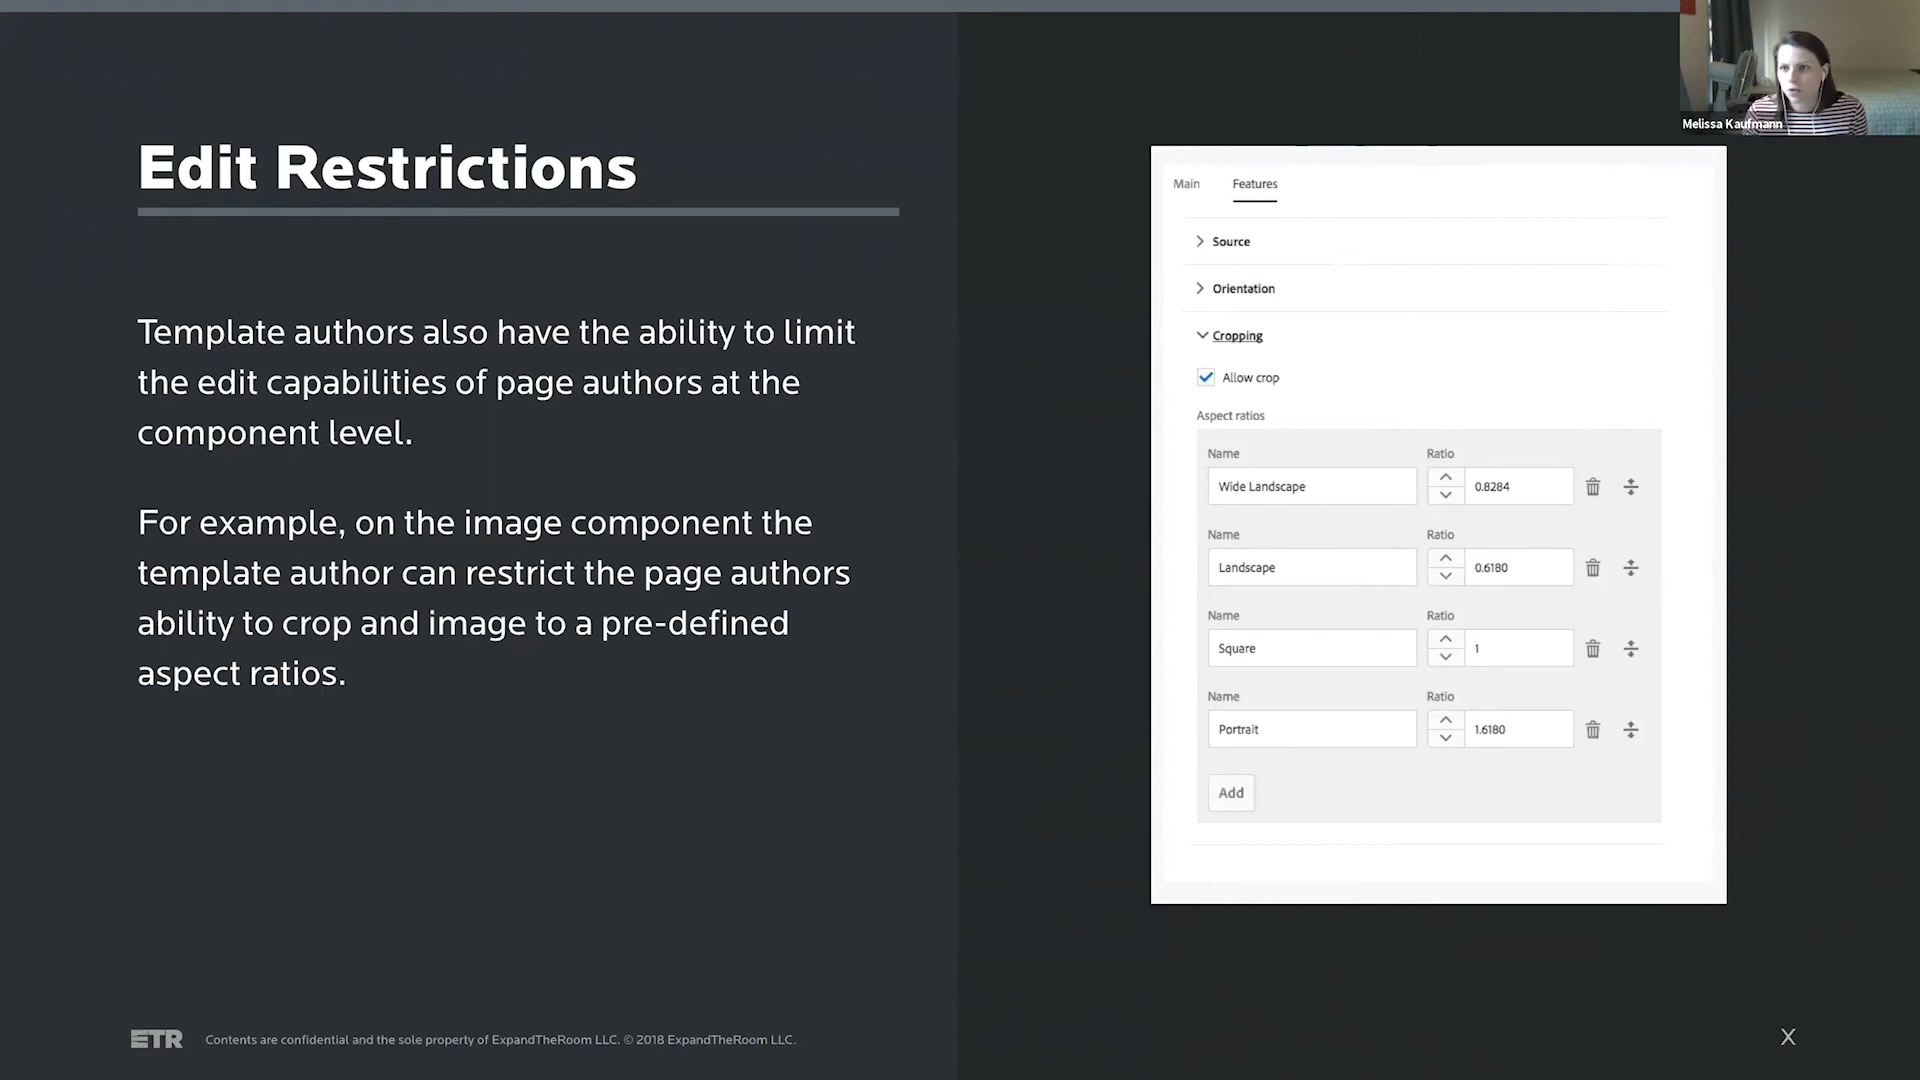 Melissa Kaufmann
Edit Restrictions
Template authors also have the ability to limit
the edit capabilities of page authors at the
component level.
For example, on the image component the
template author can restrict the page authors
ability to crop and image to a pre-defined
aspect ratios.
Main Features
Source
Orientation
Cropping
Allow crop
Aspect ratios
Name Ratio
Wide Landscape 0.8284
Name Ratio
Landscape 0.6180
Name Ratio
Square 1
Name Ratio
Portrait 1.6180
Add
ETR Contents are confidential and the sole property of ExpandTheRoom LLC. © 2018 ExpandTheRoom LLC.
X